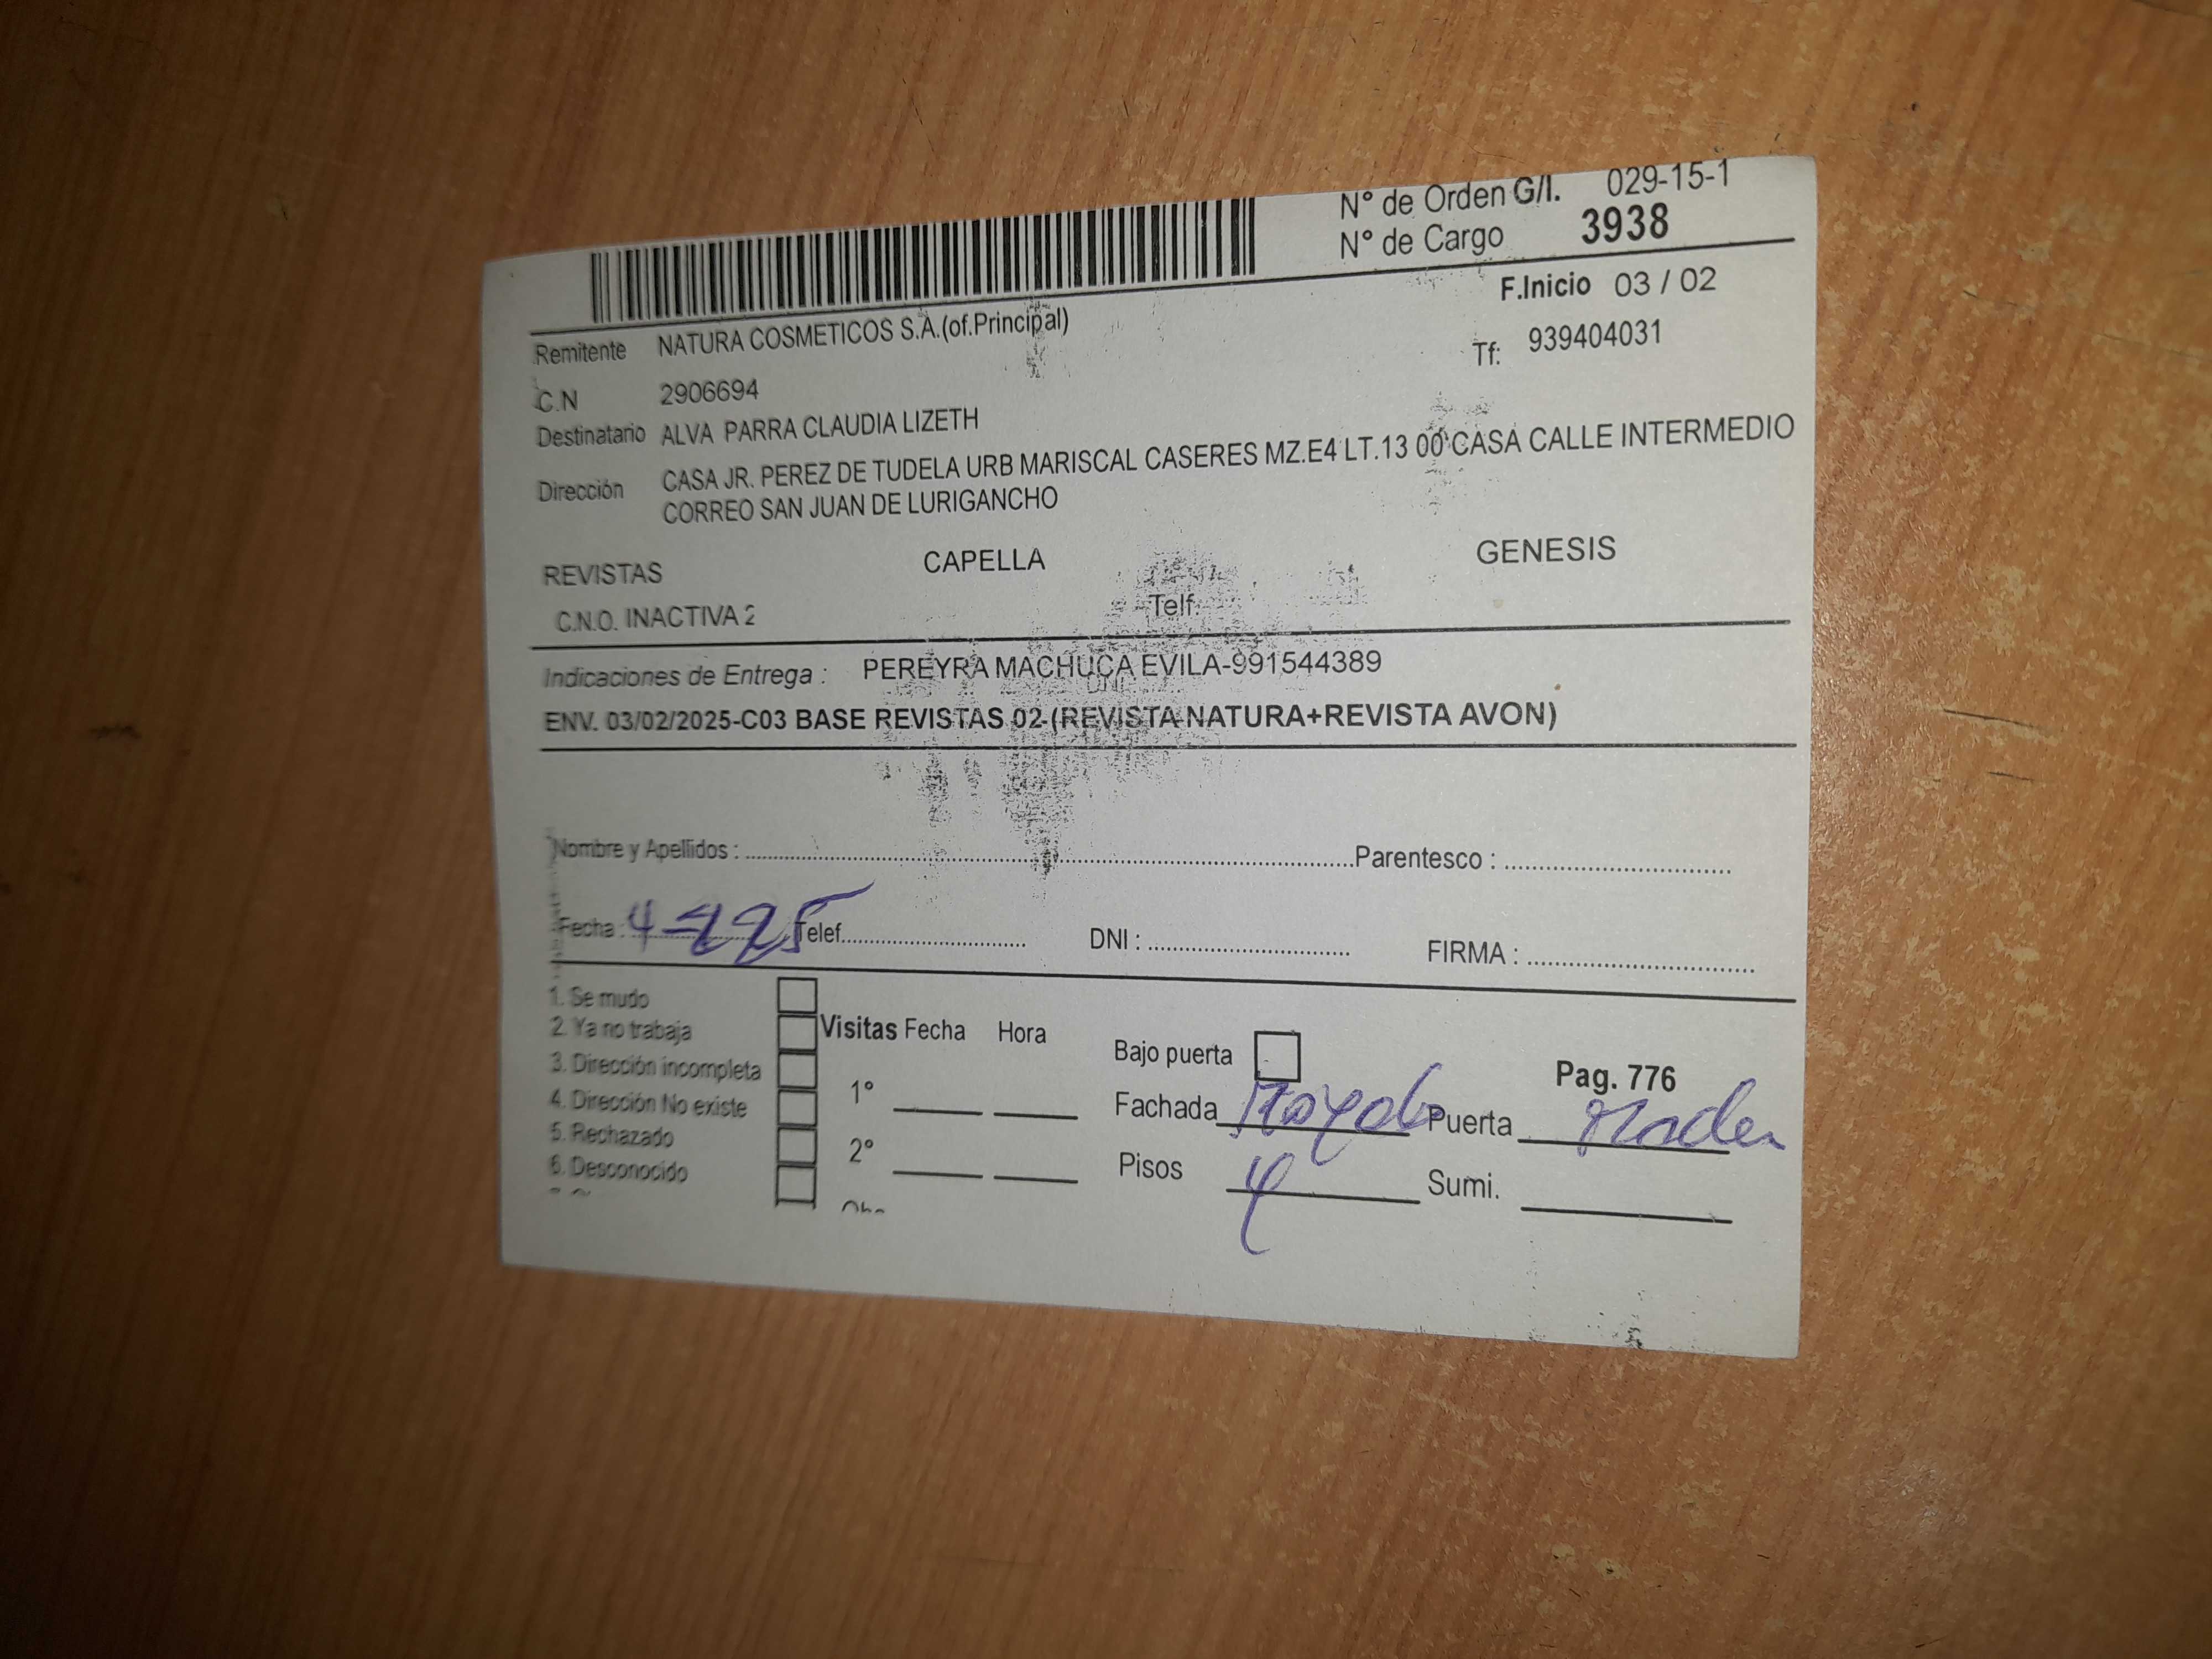 N° de Orden G/I. 029-15-1
N° de Cargo 3938
F.Inicio 03 / 02
Remitente NATURA COSMETICOS S.A.(of.Principal)
Tf: 939404031
C.N 2906694
Destinatario ALVA PARRA CLAUDIA LIZETH
Dirección CASA JR. PEREZ DE TUDELA URB MARISCAL CASERES MZ.E4 LT.13 00 CASA CALLE INTERMEDIO
CORREO SAN JUAN DE LURIGANCHO
REVISTAS CAPELLA GENESIS
C.N.O. INACTIVA 2 Telf:
Indicaciones de Entrega : PEREYRA MACHUCA EVILA-991544389
ENV. 03/02/2025-C03 BASE REVISTAS 02-(REVISTA NATURA+REVISTA AVON)
Nombre y Apellidos : Parentesco :
Fecha : Telef. DNI : FIRMA :
1. Se mudo
2. Ya no trabaja Visitas Fecha Hora
3. Dirección incompleta Bajo puerta Pag. 776
4. Dirección No existe 1° Fachada Puerta
5. Rechazado
6. Desconocido 2° Pisos 4 Sumi.